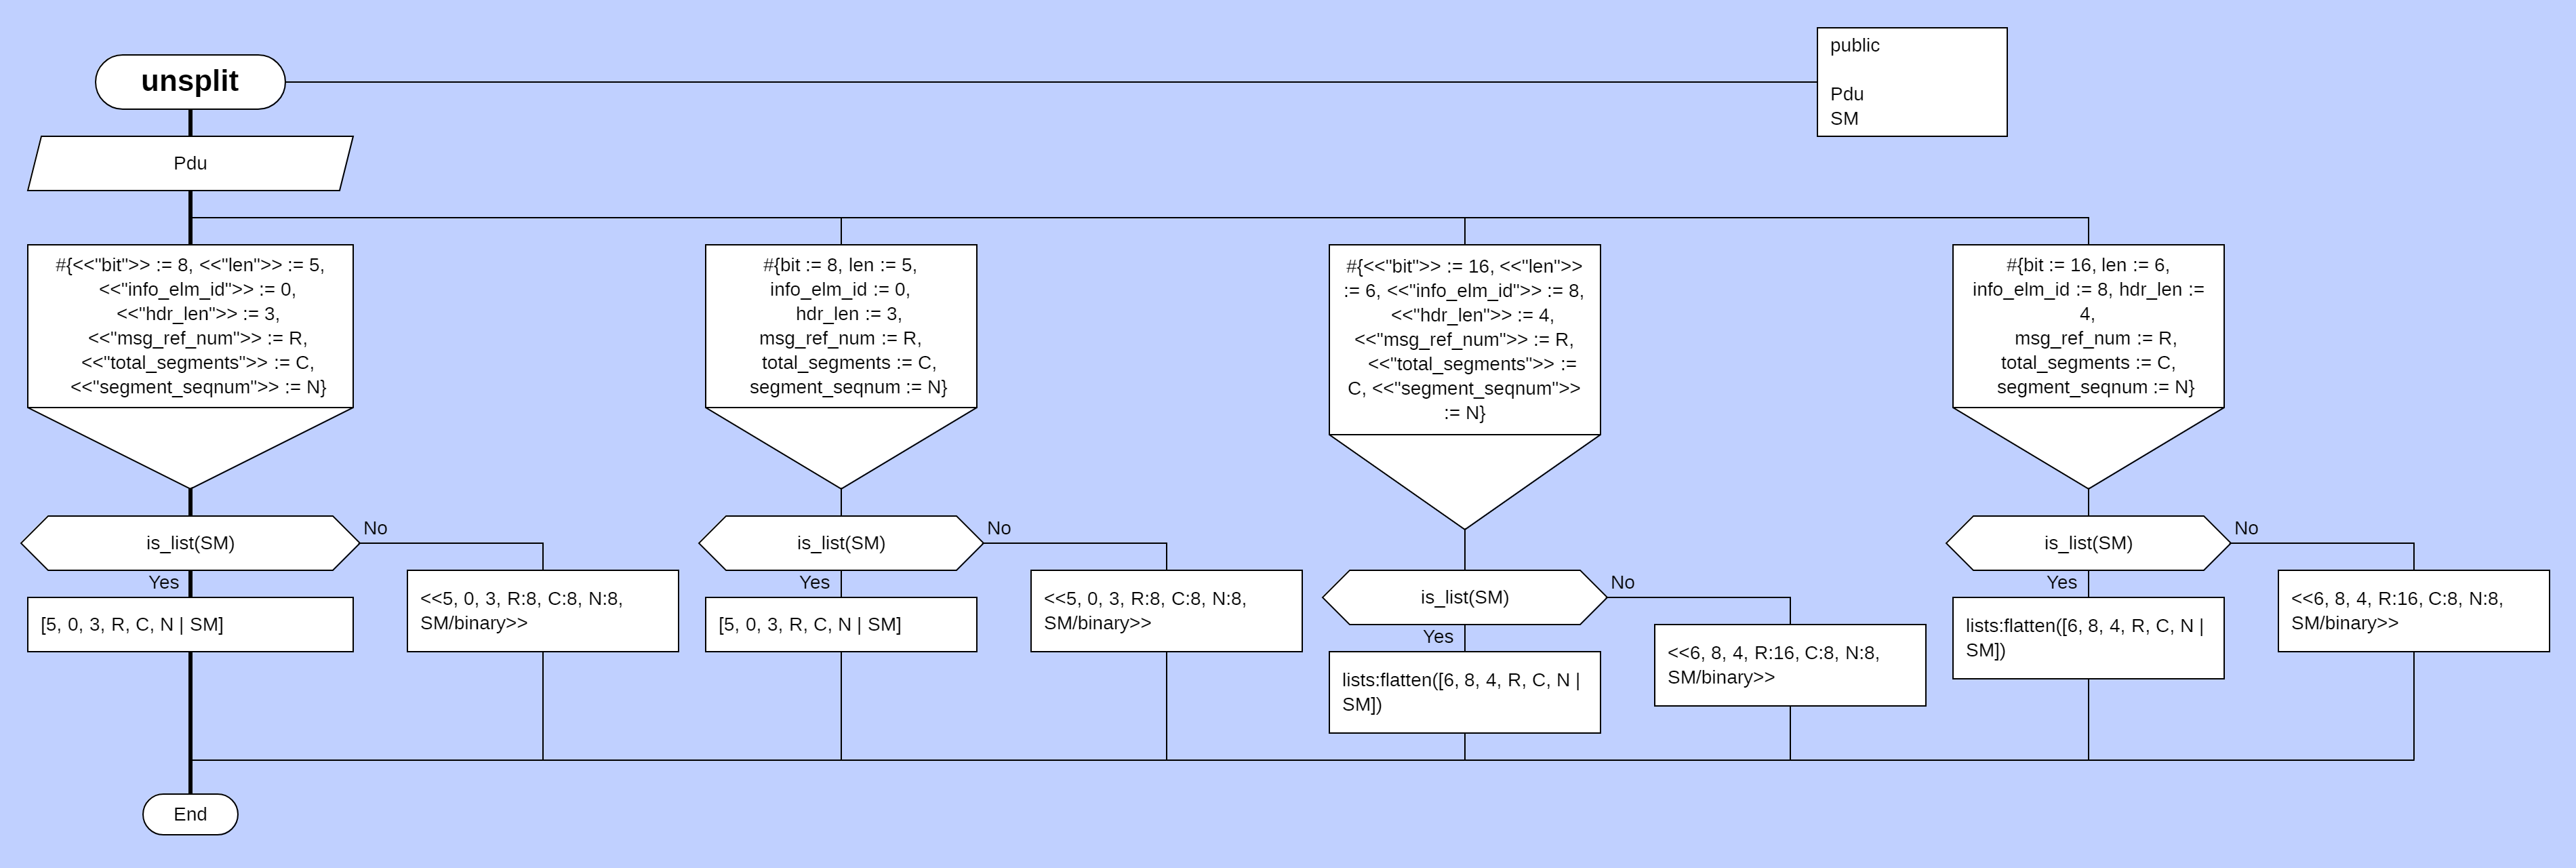 unsplit
public
Pdu
SM
Pdu
#{<<"bit">> := 8, <<"len">> := 5,
<<"info_elm_id">> := 0,
<<"hdr_len">> := 3,
<<"msg_ref_num">> := R,
<<"total_segments">> := C,
<<"segment_seqnum">> := N}
#{bit := 8, len := 5,
info_elm_id := 0,
hdr_len := 3,
msg_ref_num := R,
total_segments := C,
segment_seqnum := N}
#{<<"bit">> := 16, <<"len">>
:= 6, <<"info_elm_id">> := 8,
<<"hdr_len">> := 4,
<<"msg_ref_num">> := R,
<<"total_segments">> :=
C, <<"segment_seqnum">>
:= N}
#{bit := 16, len := 6,
info_elm_id := 8, hdr_len :=
4,
msg_ref_num := R,
total_segments := C,
segment_seqnum := N}
is_list(SM)
No
Yes
[5, 0, 3, R, C, N | SM]
<<5, 0, 3, R:8, C:8, N:8,
SM/binary>>
is_list(SM)
No
Yes
[5, 0, 3, R, C, N | SM]
<<5, 0, 3, R:8, C:8, N:8,
SM/binary>>
is_list(SM)
No
Yes
lists:flatten([6, 8, 4, R, C, N |
SM])
<<6, 8, 4, R:16, C:8, N:8,
SM/binary>>
is_list(SM)
No
Yes
lists:flatten([6, 8, 4, R, C, N |
SM])
<<6, 8, 4, R:16, C:8, N:8,
SM/binary>>
End